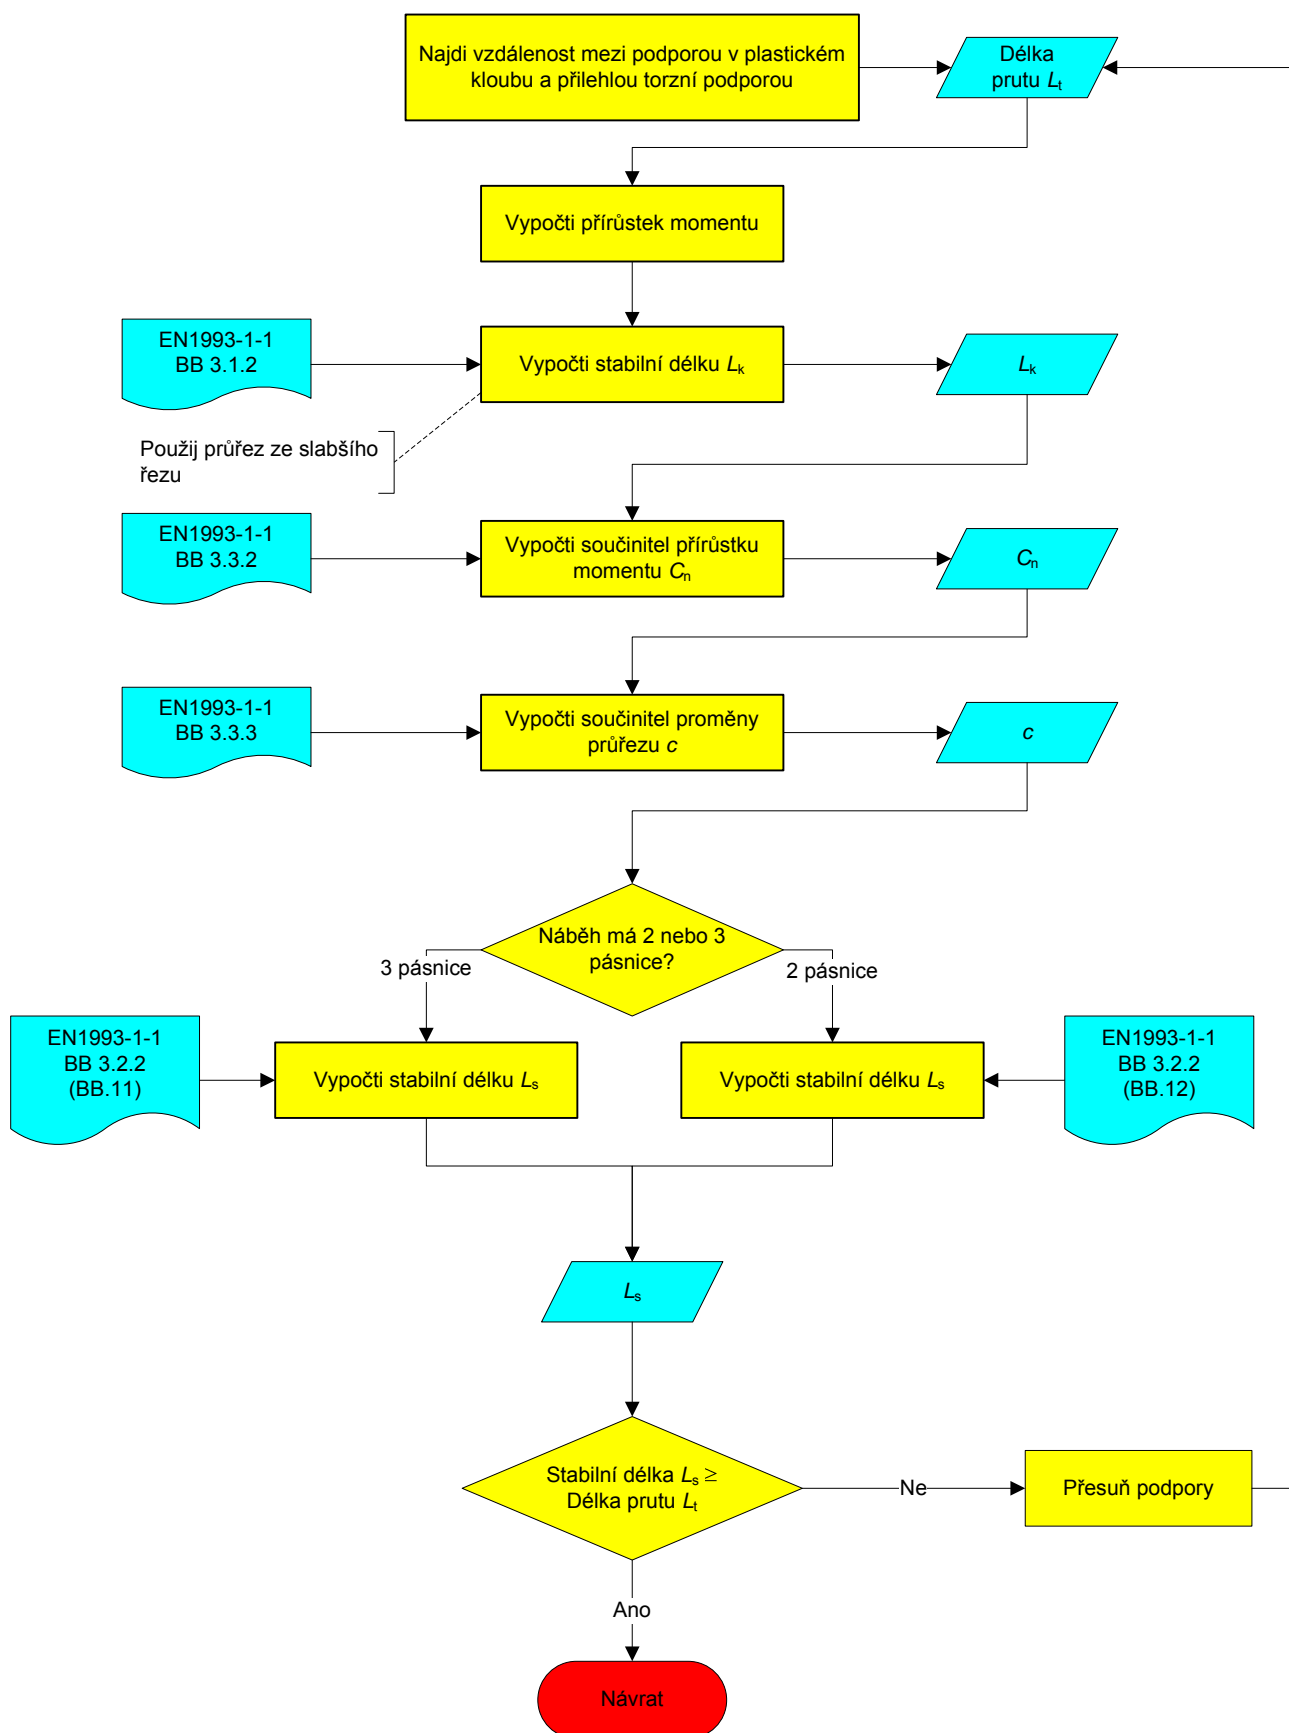 Najdi vzdálenost mezi podporou v plastickém
kloubu a přilehlou torzní podporou
Délka
prutu Lt
Vypočti přírůstek momentu
EN1993-1-1
BB 3.1.2
Vypočti stabilní délku Lk
Lk
Použij průřez ze slabšího
řezu
EN1993-1-1
BB 3.3.2
Vypočti součinitel přírůstku
momentu Cn
Cn
EN1993-1-1
BB 3.3.3
Vypočti součinitel proměny
průřezu c
c
Náběh má 2 nebo 3
pásnice?
3 pásnice
2 pásnice
EN1993-1-1
BB 3.2.2
(BB.11)
Vypočti stabilní délku Ls
Vypočti stabilní délku Ls
EN1993-1-1
BB 3.2.2
(BB.12)
Ls
Stabilní délka Ls ≥
Délka prutu Lt
Ne
Přesuň podpory
Ano
Návrat